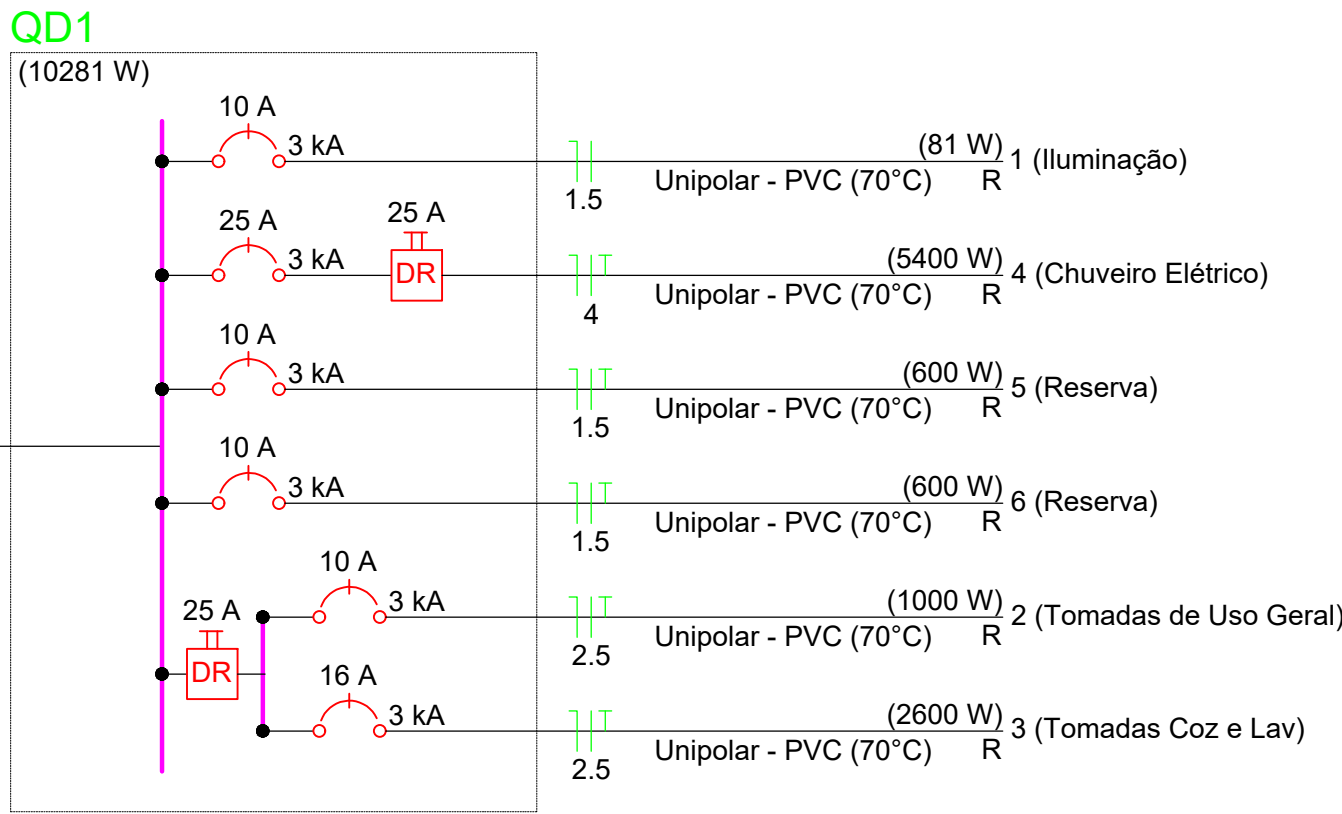 QD1
(10281 W)
10 A
3 kA
1.5
(81 W)
Unipolar - PVC (70°C) R
1 (Iluminação)
25 A
3 kA
25 A
DR
4
(5400 W)
Unipolar - PVC (70°C) R
4 (Chuveiro Elétrico)
10 A
3 kA
1.5
(600 W)
Unipolar - PVC (70°C) R
5 (Reserva)
10 A
3 kA
1.5
(600 W)
Unipolar - PVC (70°C) R
6 (Reserva)
25 A
DR
10 A
3 kA
2.5
(1000 W)
Unipolar - PVC (70°C) R
2 (Tomadas de Uso Geral)
16 A
3 kA
2.5
(2600 W)
Unipolar - PVC (70°C) R
3 (Tomadas Coz e Lav)